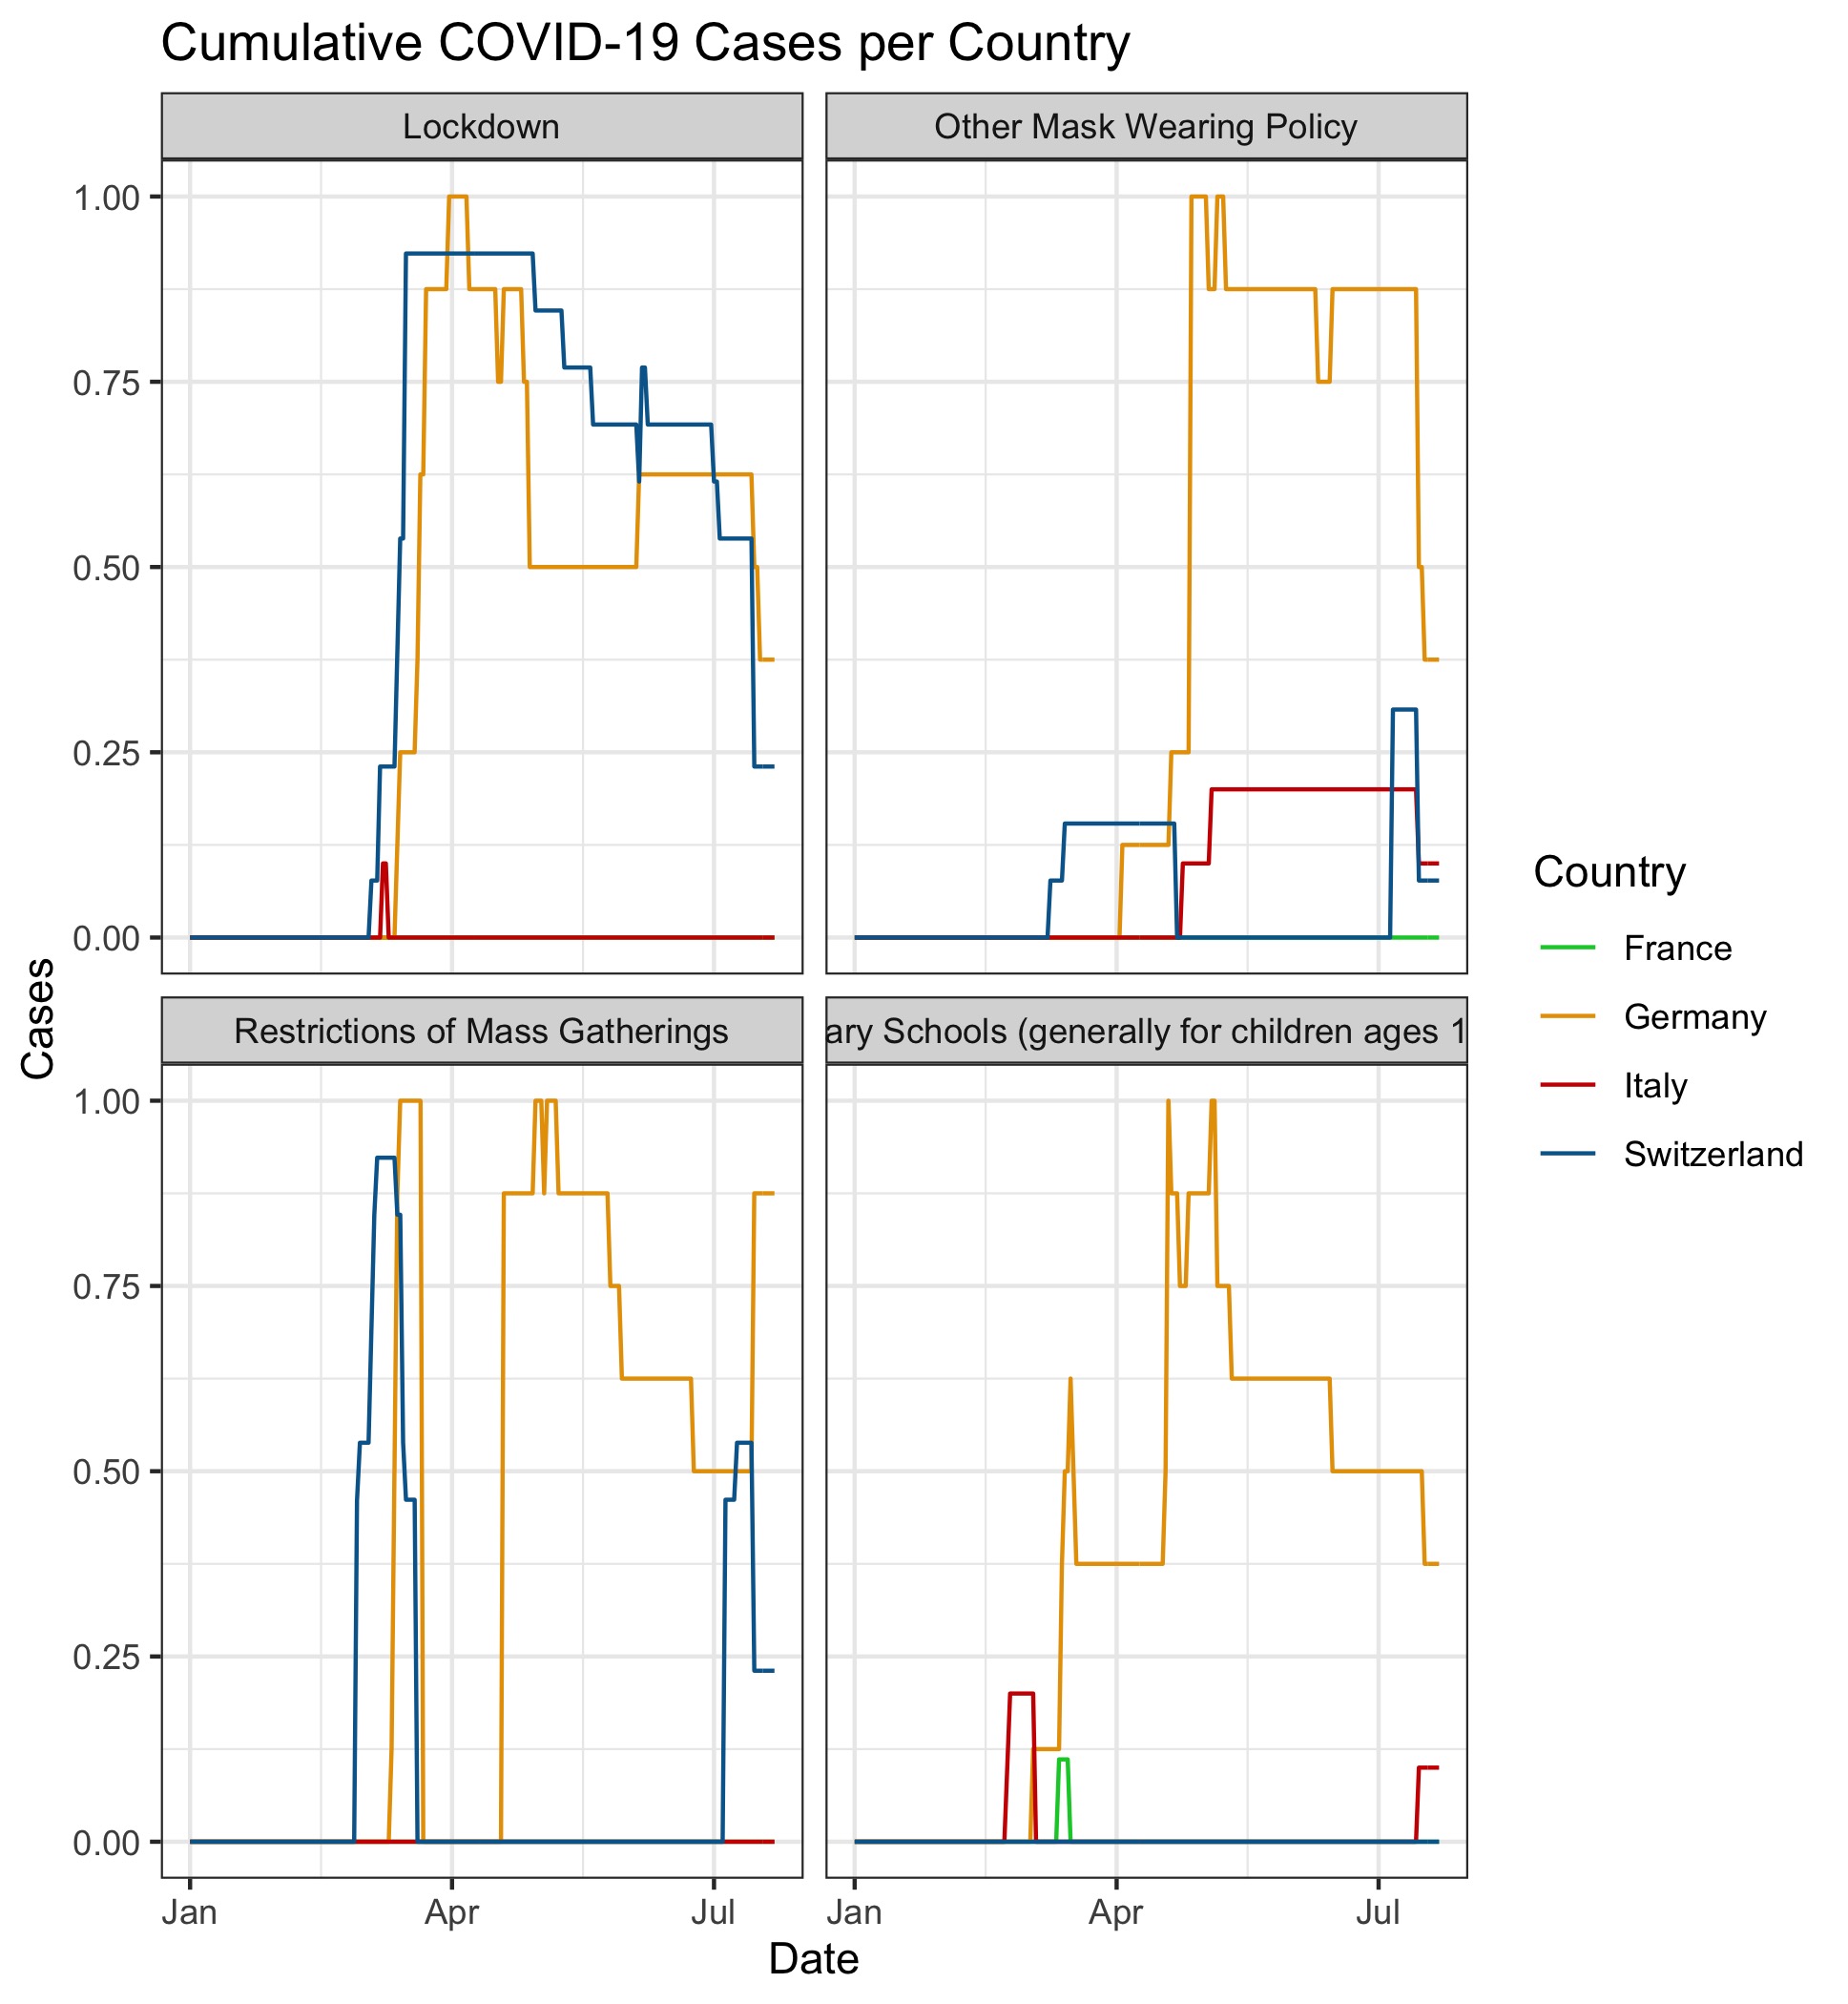 Cumulative COVID-19 Cases per Country
Lockdown
Other Mask Wearing Policy
1.00
0.75
0.50
0.25
0.00
Restrictions of Mass Gatherings
ary Schools (generally for children ages 1
1.00
0.75
0.50
0.25
0.00
Jan
Apr
Jul
Jan
Apr
Jul
Cases
Date
Country
France
Germany
Italy
Switzerland